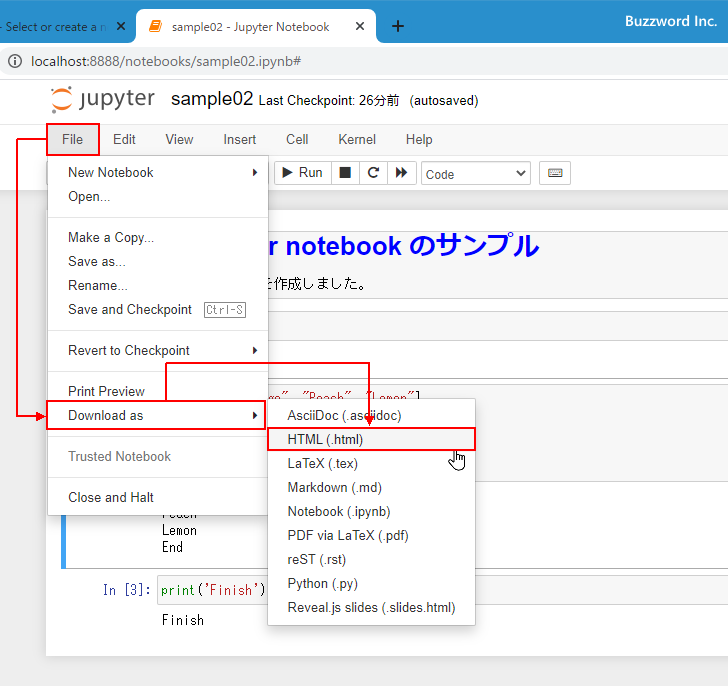 - Select or create a n
sample02 - Jupyter Notebook
Buzzword Inc.
localhost:8888/notebooks/sample02.ipynb#
jupyter sample02 Last Checkpoint: 26分前 (autosaved)
File Edit View Insert Cell Kernel Help
Run Code
New Notebook
Open...
Make a Copy...
Save as...
Rename...
Save and Checkpoint Ctrl-S
Revert to Checkpoint
Print Preview
Download as
Trusted Notebook
Close and Halt
r notebook のサンプル
を作成しました。
", "Peach", "Lemon"]
AsciiDoc (.asciidoc)
HTML (.html)
LaTeX (.tex)
Markdown (.md)
Notebook (.ipynb)
PDF via LaTeX (.pdf)
reST (.rst)
Python (.py)
Reveal.js slides (.slides.html)
Peach
Lemon
End
In [3]: print('Finish')
Finish